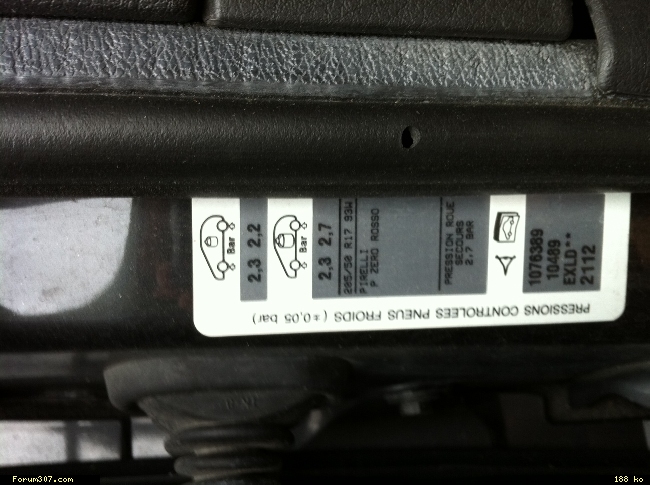 Bar
2,3 2,2
Bar
2,3 2,7
205/50 R17 93W
PIRELLI
P ZERO ROSSO
PRESSION ROUE
SECOURS
2.7 BAR
1076389
10489
EXLD**
2112
PRESSIONS CONTROLEES PNEUS FROIDS (±0,05 bar)
Forum307.com
188 ko